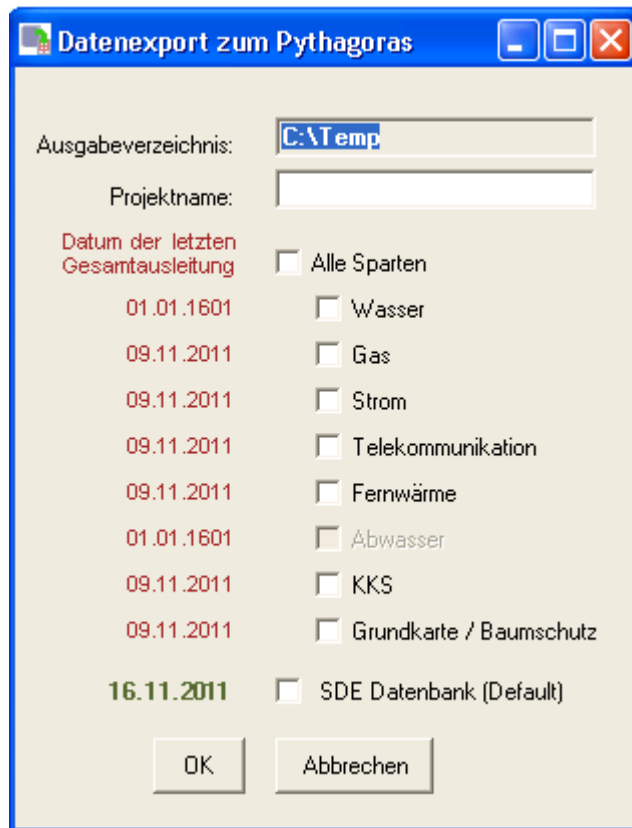 Datenexport zum Pythagoras
Ausgabeverzeichnis: C:\Temp
Projektname:
Datum der letzten
Gesamtausleitung Alle Sparten
01.01.1601 Wasser
09.11.2011 Gas
09.11.2011 Strom
09.11.2011 Telekommunikation
09.11.2011 Fernwärme
01.01.1601 Abwasser
09.11.2011 KKS
09.11.2011 Grundkarte / Baumschutz
16.11.2011 SDE Datenbank (Default)
OK Abbrechen